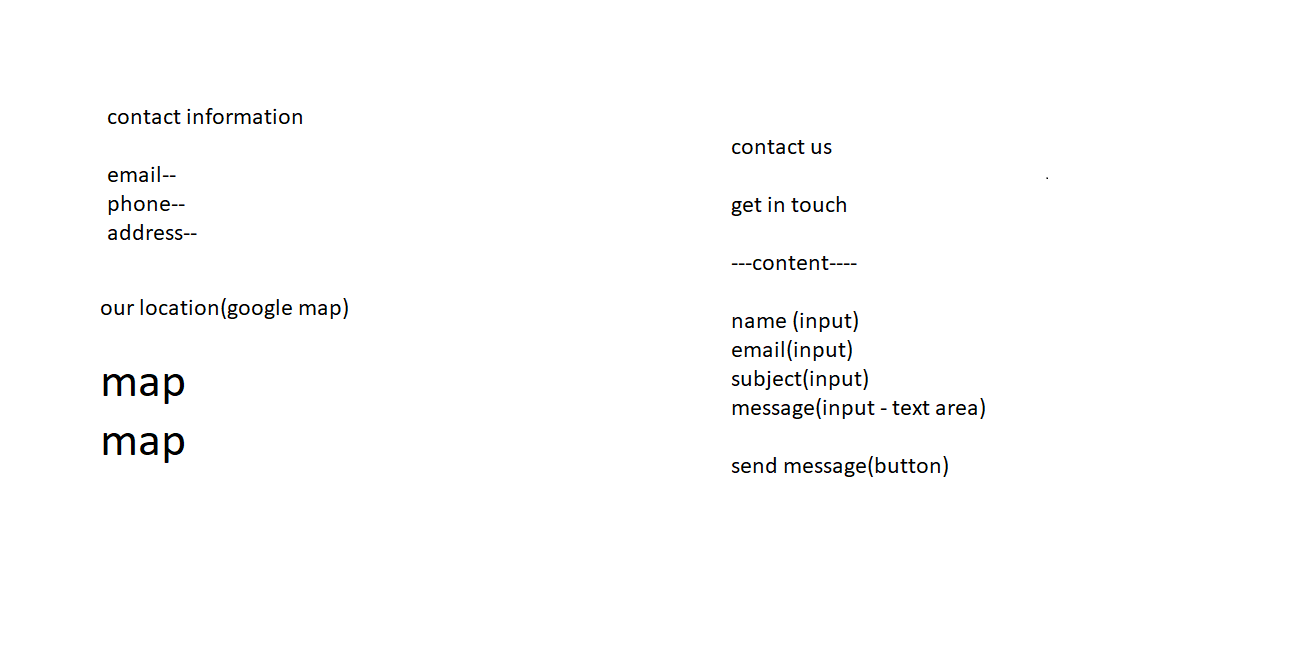 contact information
email--
phone--
address--
our location(google map)
map
map
contact us
get in touch
---content----
name (input)
email(input)
subject(input)
message(input - text area)
send message(button)